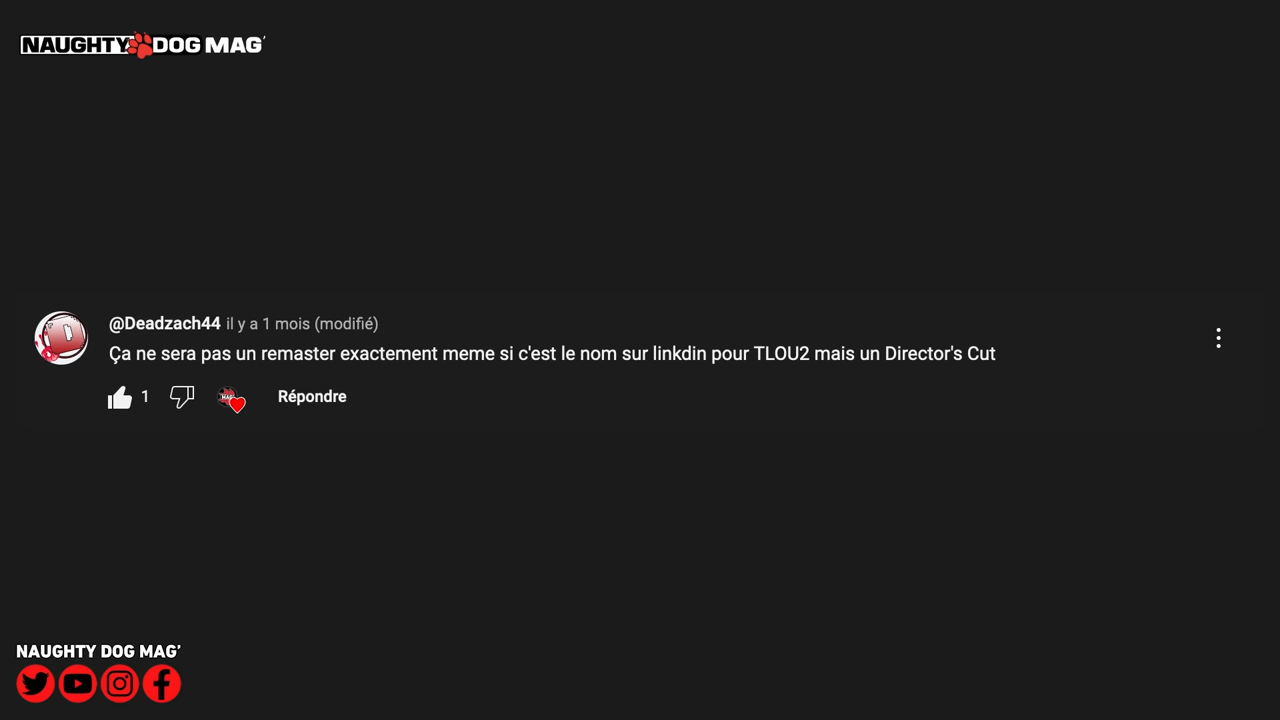 NAUGHTY DOG MAG'
@Deadzach44 il y a 1 mois (modifié)
Ça ne sera pas un remaster exactement meme si c'est le nom sur linkdin pour TLOU2 mais un Director's Cut
1 Répondre
NAUGHTY DOG MAG'